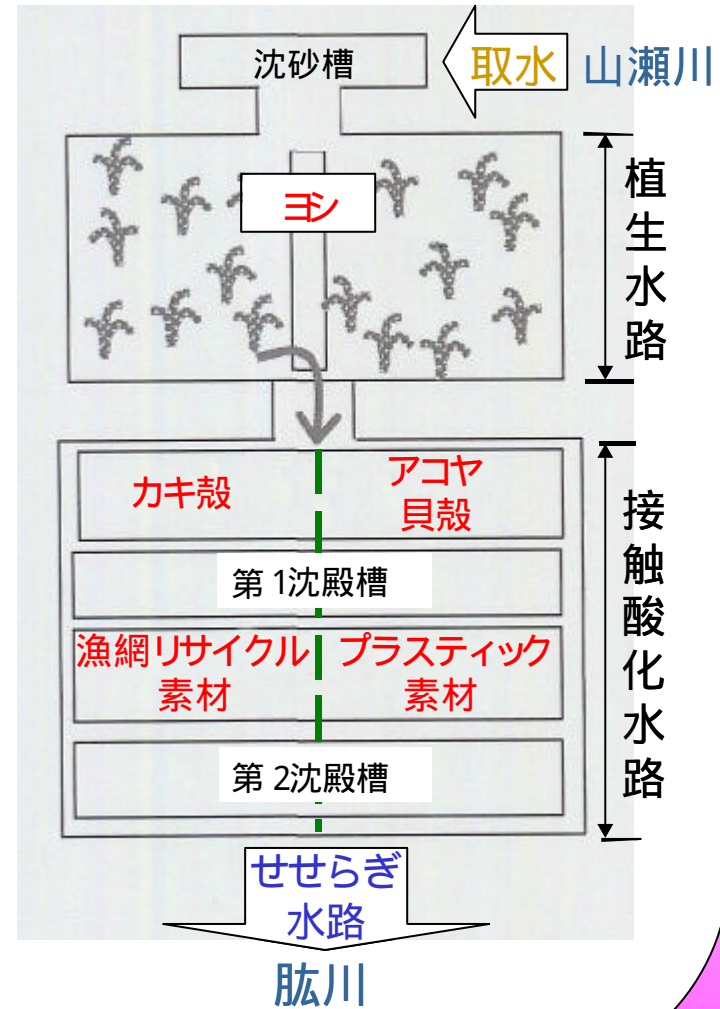 沈砂槽
取水
山瀬川
ヨシ
植生水路
カキ殻
アコヤ
貝殻
第1沈殿槽
漁網リサイクル
素材
プラスティック
素材
第2沈殿槽
接触酸化水路
せせらぎ
水路
肱川